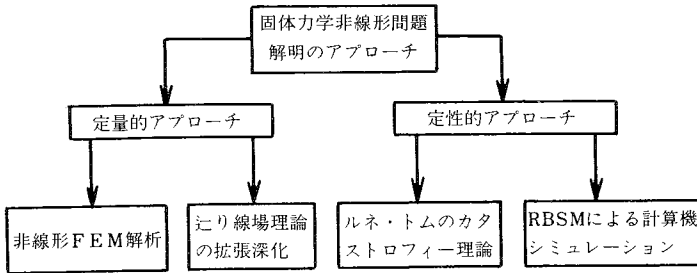 固体力学非線形問題
解明のアプローチ
定量的アプローチ
定性的アプローチ
非線形FEM解析
辷り線場理論
の拡張深化
ルネ・トムのカタ
ストロフィー理論
RBSMによる計算機
シミュレーション